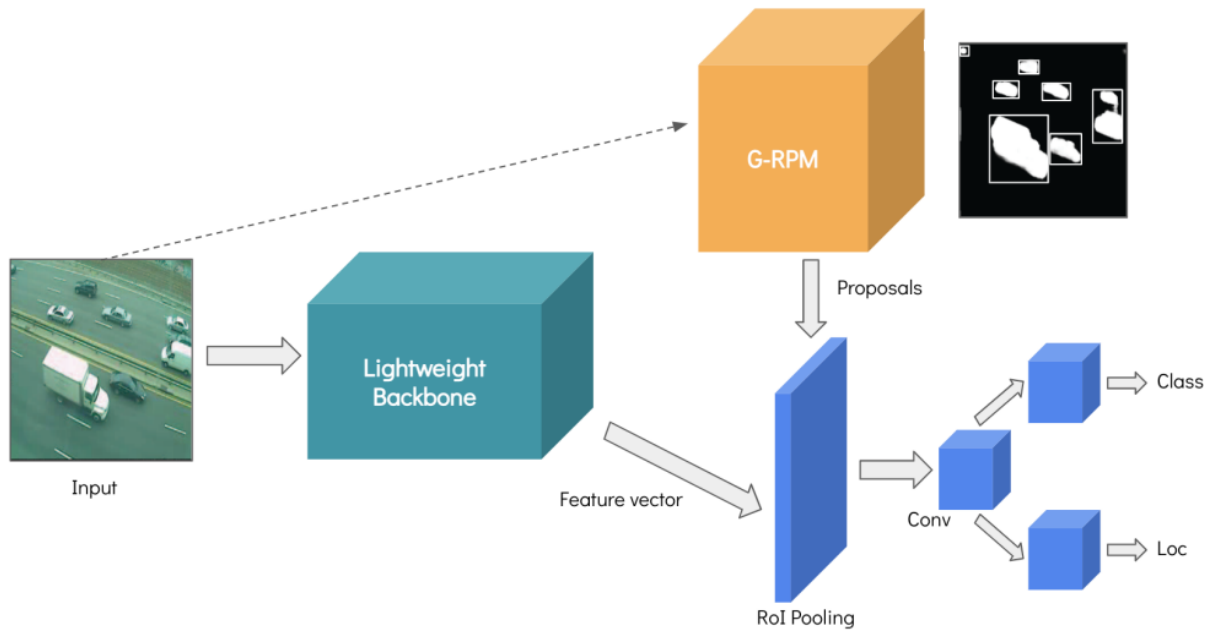 G-RPM
Proposals
Lightweight
Backbone
Class
Input
Feature vector
Conv
Loc
RoI Pooling